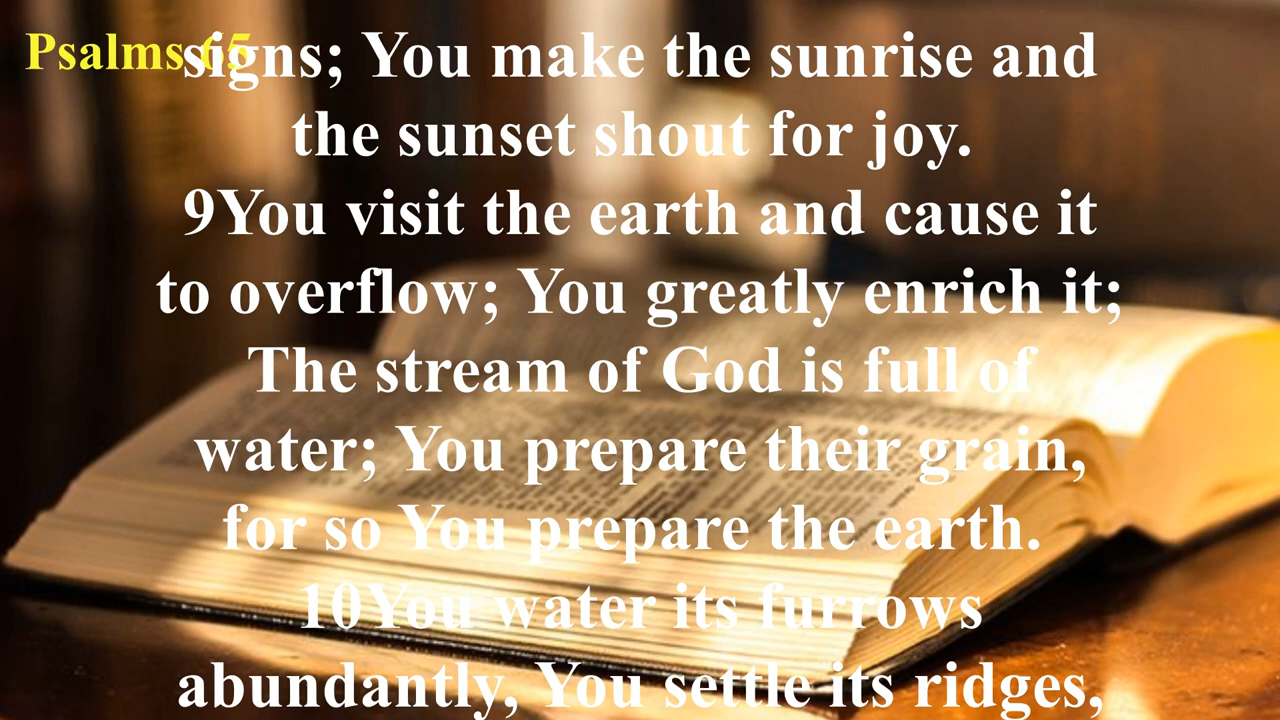 Psalms 65
signs; You make the sunrise and
the sunset shout for joy.
9You visit the earth and cause it
to overflow; You greatly enrich it;
The stream of God is full of
water; You prepare their grain,
for so You prepare the earth.
10You water its furrows
abundantly, You settle its ridges,